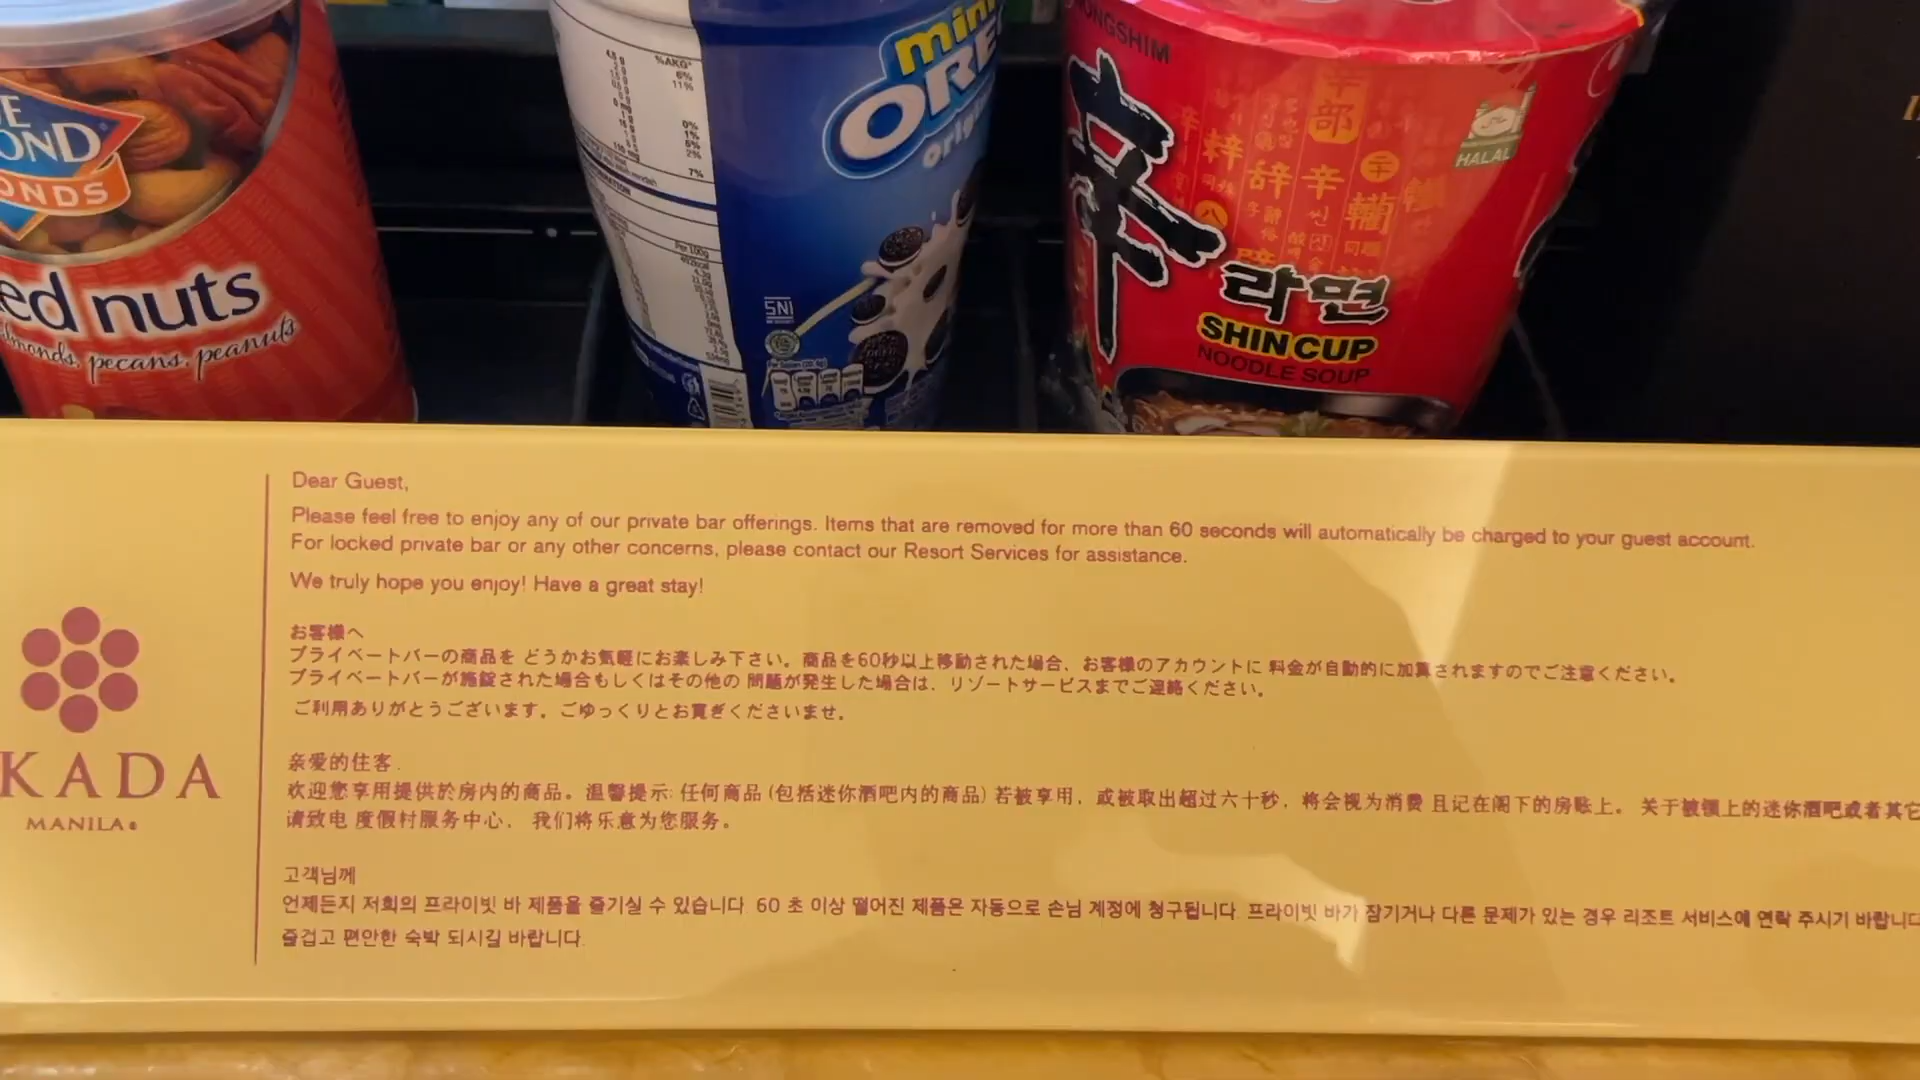 OND
ONDS
ed nuts
almonds, pecans, peanuts
%AKG*
6%
11%
0%
1%
5%
2%
7%
Per 100g
mini
OREO
SNI
NONGSHIM
辛
라면
SHIN CUP
NOODLE SOUP
HALAL
KADA
MANILA
Dear Guest,
Please feel free to enjoy any of our private bar offerings. Items that are removed for more than 60 seconds will automatically be charged to your guest account.
For locked private bar or any other concerns, please contact our Resort Services for assistance.
We truly hope you enjoy! Have a great stay!
お客様へ
プライベートバーの商品を どうかお気軽にお楽しみ下さい。商品を60秒以上移動された場合、お客様のアカウントに 料金が自動的に加算されますのでご注意ください。
プライベートバーが施錠された場合もしくはその他の 問題が発生した場合は、リゾートサービスまでご連絡ください。
ご利用ありがとうございます。ごゆっくりとお寛ぎくださいませ。
亲爱的住客
欢迎您享用提供於房内的商品。温馨提示: 任何商品 (包括迷你酒吧内的商品) 若被享用，或被取出超过六十秒，将会视为消费 且记在阁下的房账上。 关于被锁上的迷你酒吧或者其它
请致电 度假村服务中心， 我们将乐意为您服务。
고객님께
언제든지 저희의 프라이빗 바 제품을 즐기실 수 있습니다. 60 초 이상 떨어진 제품은 자동으로 손님 계정에 청구됩니다. 프라이빗 바가 잠기거나 다른 문제가 있는 경우 리조트 서비스에 연락 주시기 바랍니다
즐겁고 편안한 숙박 되시길 바랍니다.